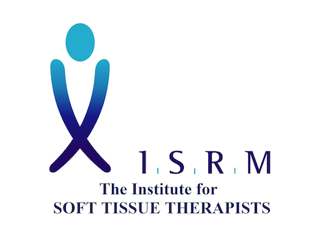 I.S.R.M
The Institute for
SOFT TISSUE THERAPISTS